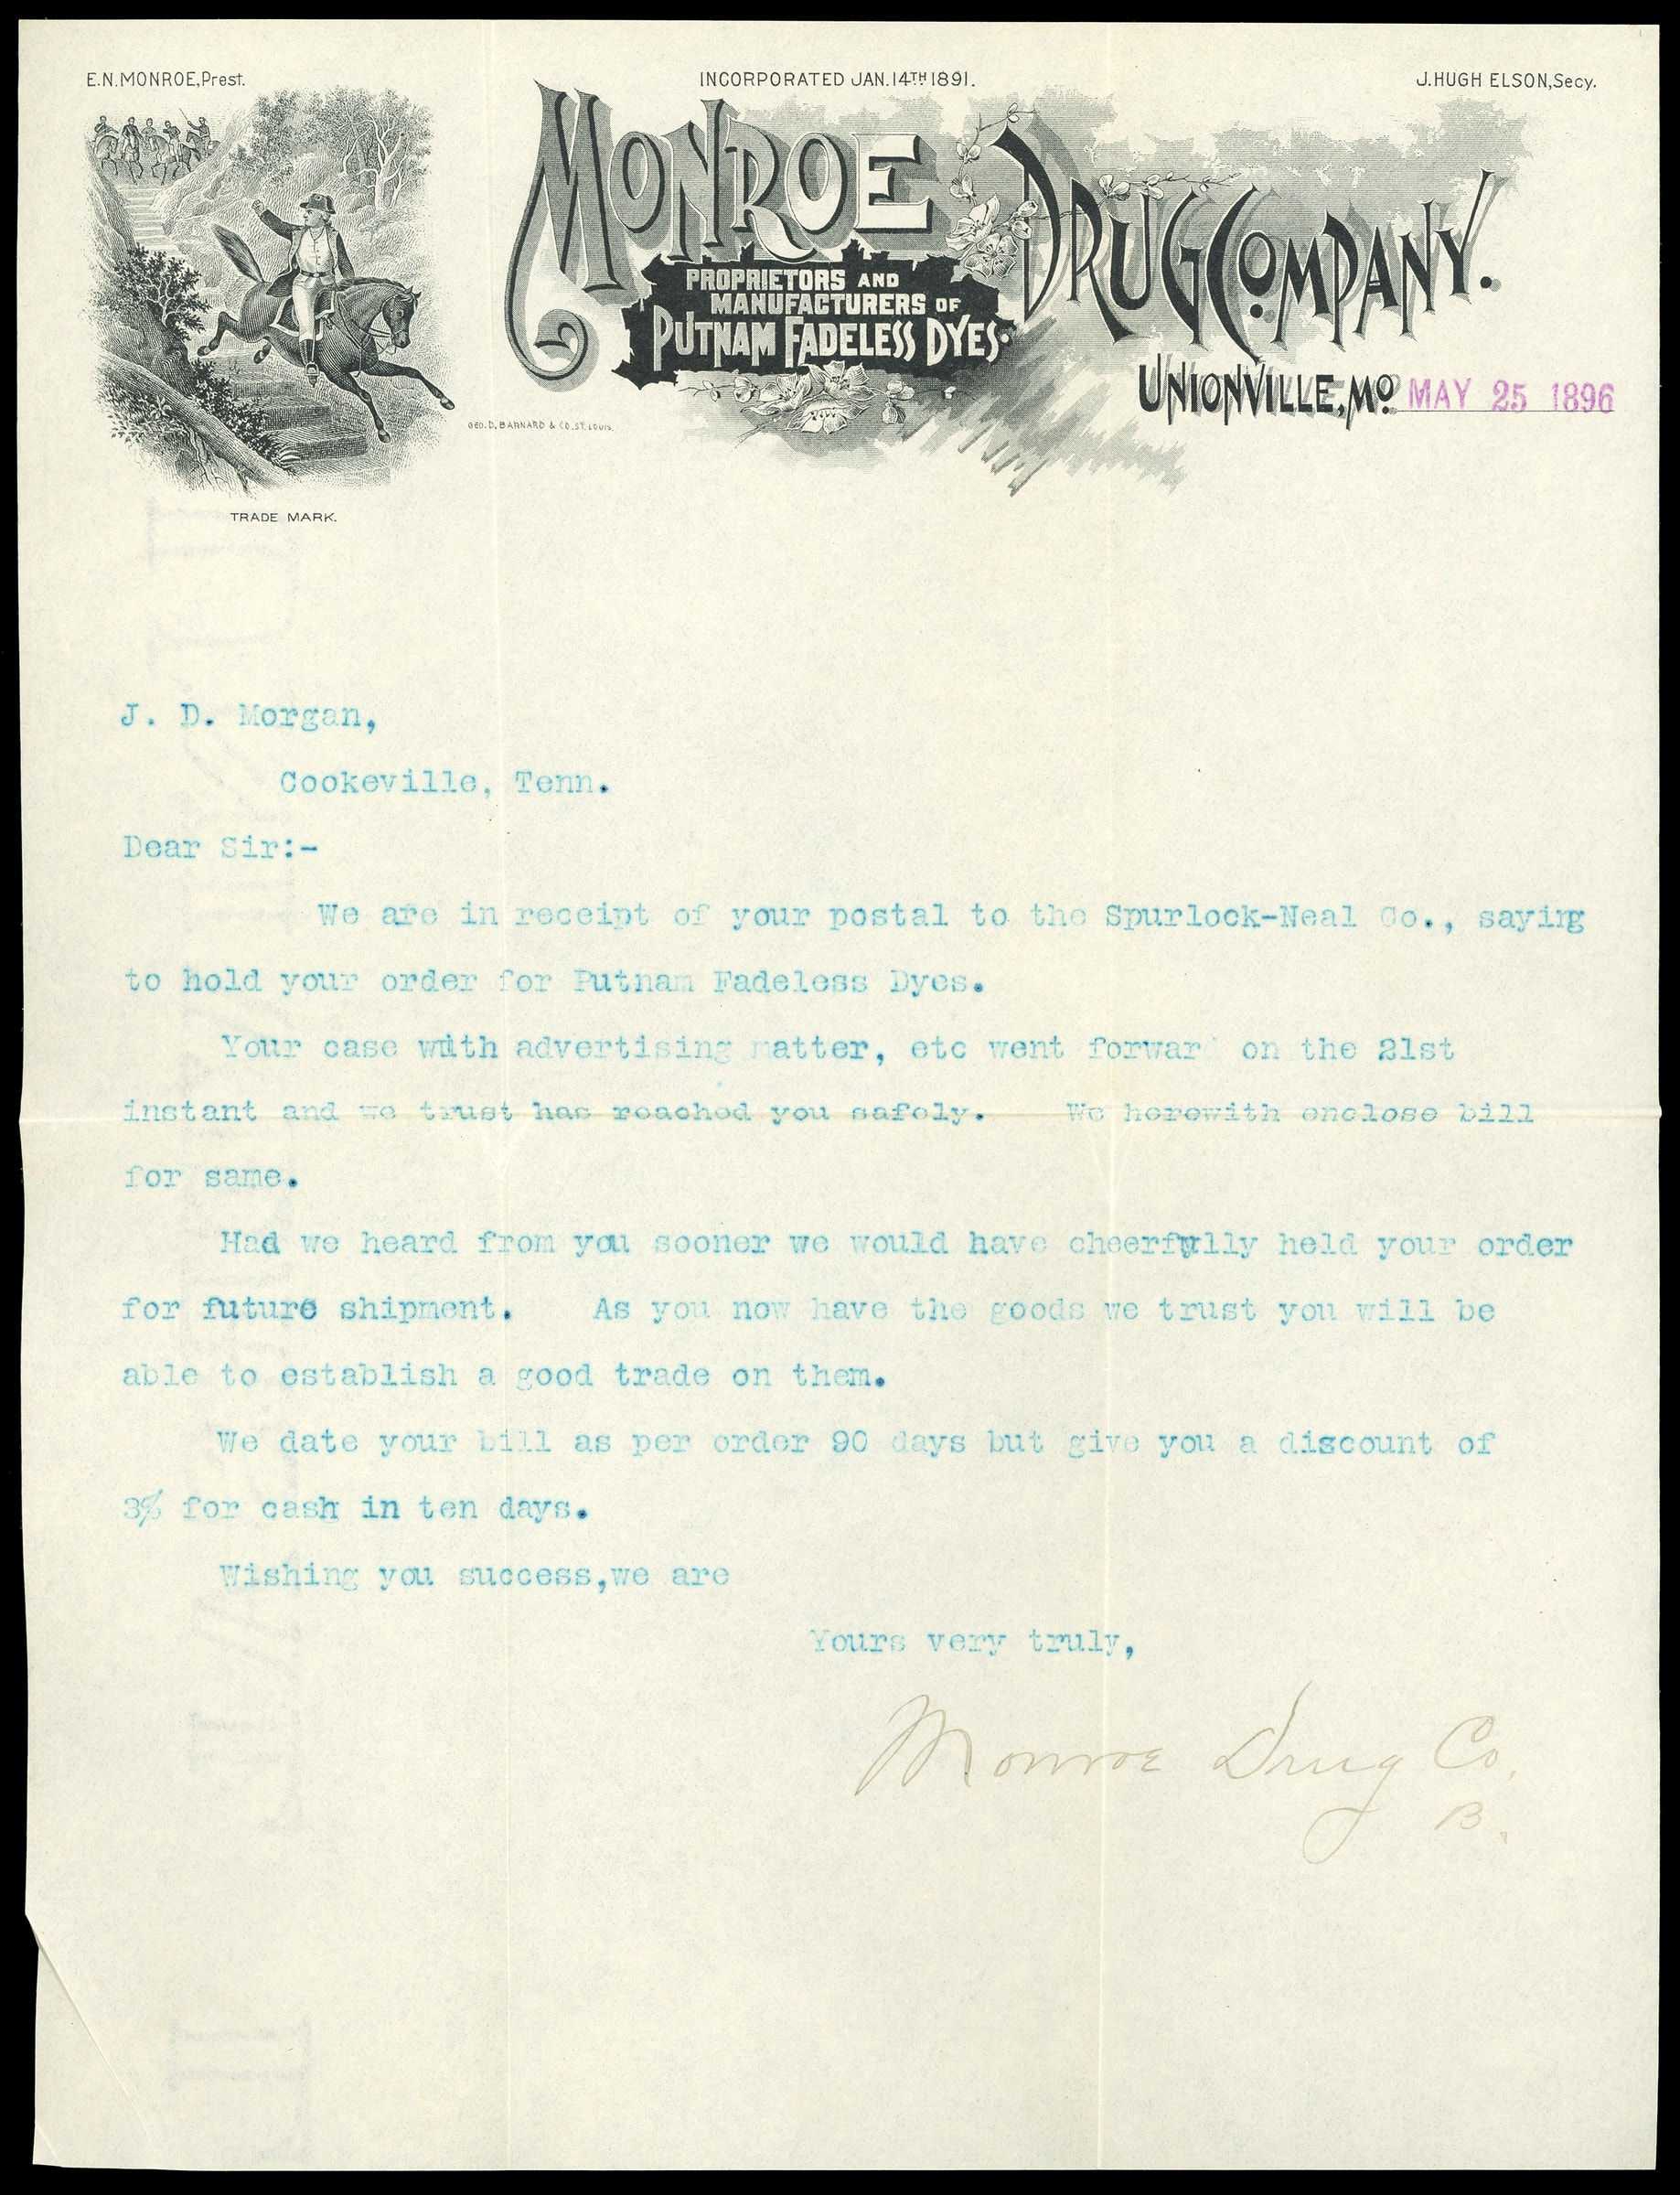 E.N. MONROE, Prest.
INCORPORATED JAN. 14TH 1891.
J. HUGH ELSON, Secy.
MONROE DRUG COMPANY.
PROPRIETORS AND
MANUFACTURERS OF
PUTNAM FADELESS DYES.
UNIONVILLE, MO. MAY 25 1896
GEO. D. BARNARD & CO. ST. LOUIS.
TRADE MARK.
J. D. Morgan,
Cookeville, Tenn.
Dear Sir:-
We are in receipt of your postal to the Spurlock-Neal Co., saying
to hold your order for Putnam Fadeless Dyes.
Your case with advertising matter, etc went forward on the 21st
instant and we trust has reached you safely. We herewith enclose bill
for same.
Had we heard from you sooner we would have cheerfully held your order
for future shipment. As you now have the goods we trust you will be
able to establish a good trade on them.
We date your bill as per order 90 days but give you a discount of
3% for cash in ten days.
Wishing you success,we are
Yours very truly,
Monroe Drug Co.
B.